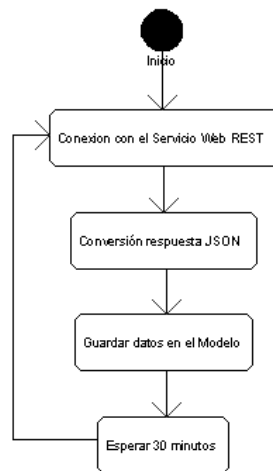 Inicio
Conexion con el Servicio Web REST
Conversión respuesta JSON
Guardar datos en el Modelo
Esperar 30 minutos